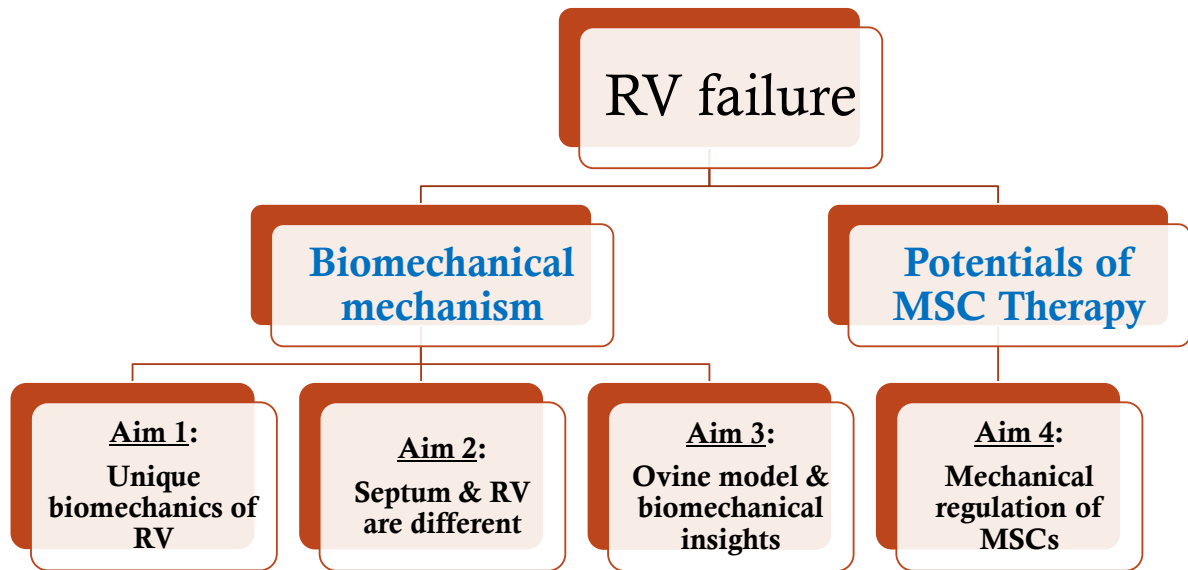 RV failure
Biomechanical
mechanism
Potentials of
MSC Therapy
Aim 1:
Unique
biomechanics of
RV
Aim 2:
Septum & RV
are different
Aim 3:
Ovine model &
biomechanical
insights
Aim 4:
Mechanical
regulation of
MSCs